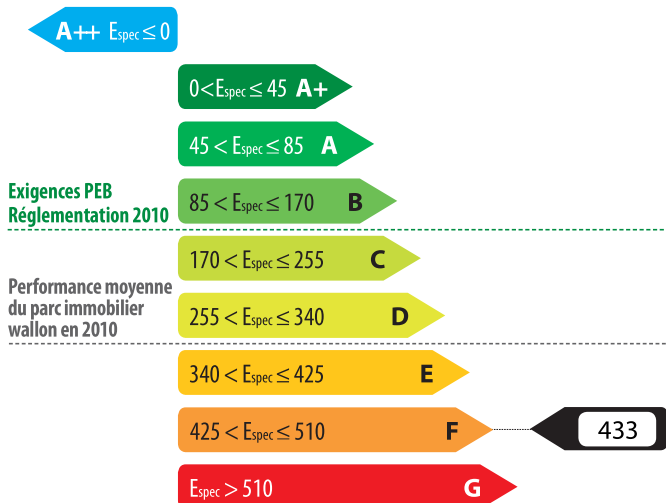 A++ Espec ≤ 0
0 < Espec ≤ 45 A+
45 < Espec ≤ 85 A
Exigences PEB
Réglementation 2010
85 < Espec ≤ 170 B
170 < Espec ≤ 255 C
Performance moyenne
du parc immobilier
wallon en 2010
255 < Espec ≤ 340 D
340 < Espec ≤ 425 E
425 < Espec ≤ 510 F
433
Espec > 510 G